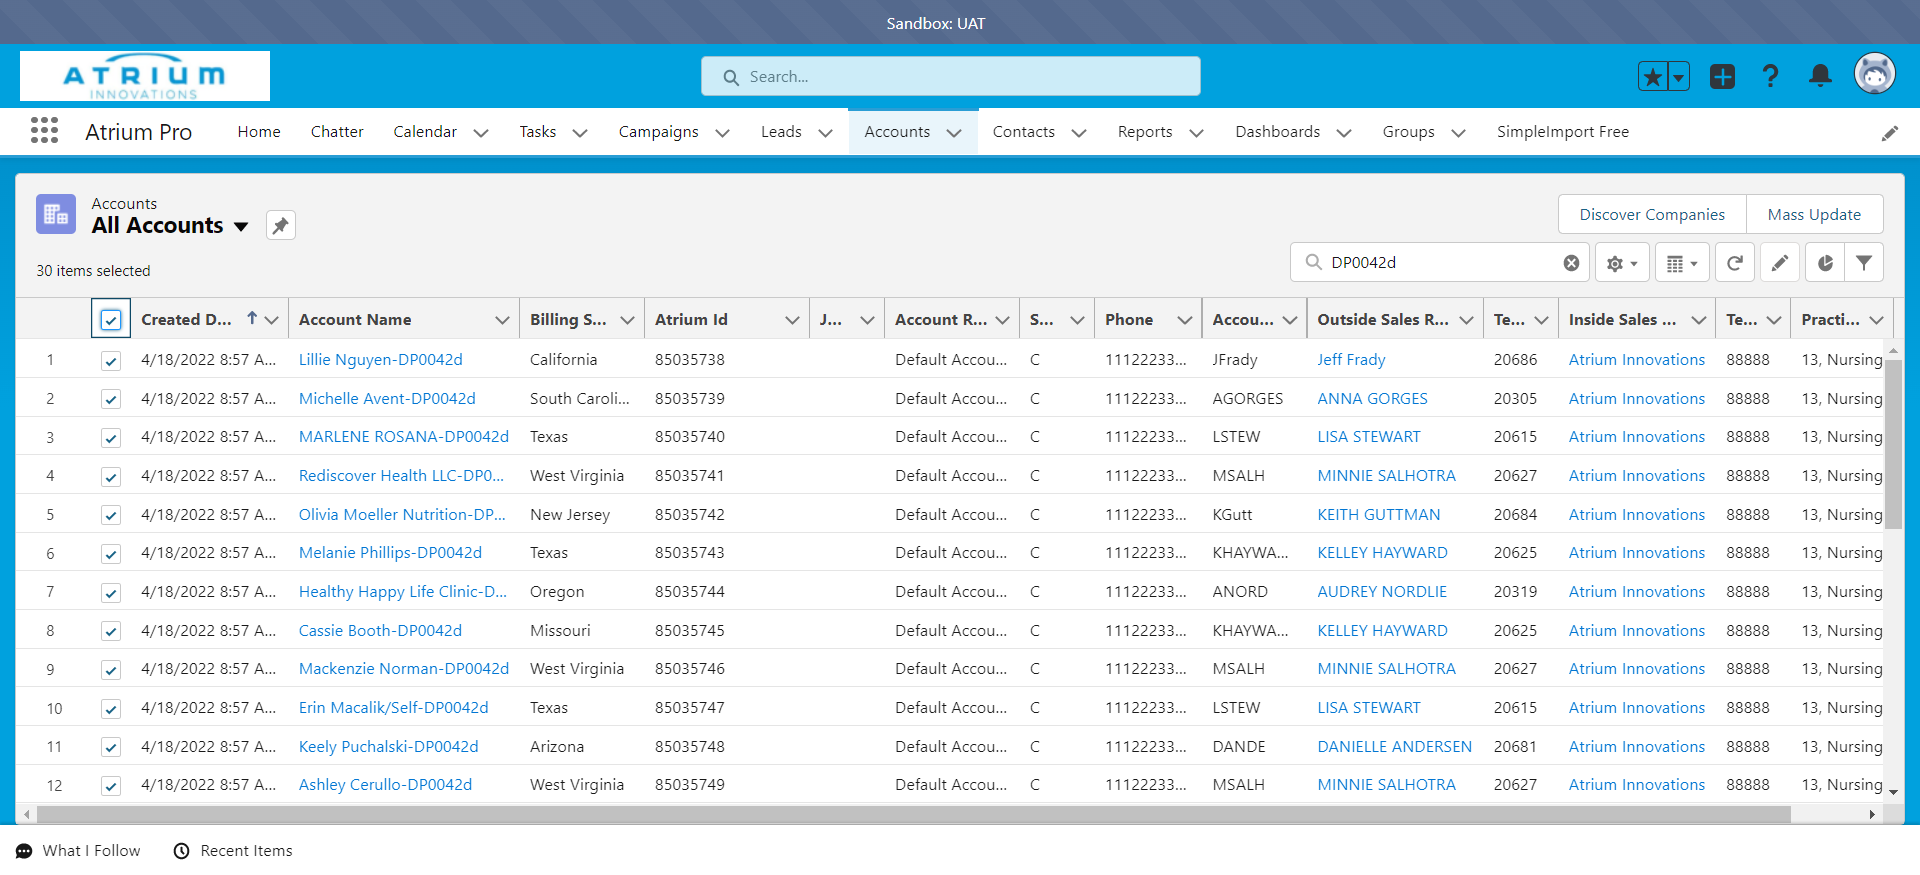 Sandbox: UAT
ATRIUM
INNOVATIONS
Search...
Atrium Pro Home Chatter Calendar Tasks Campaigns Leads Accounts Contacts Reports Dashboards Groups SimpleImport Free
Accounts
All Accounts
Discover Companies Mass Update
30 items selected
DP0042d
Created D... Account Name Billing S... Atrium Id J... Account R... S... Phone Accou... Outside Sales R... Te... Inside Sales ... Te... Practi...
1 4/18/2022 8:57 A... Lillie Nguyen-DP0042d California 85035738 Default Accou... C 11122233... JFrady Jeff Frady 20686 Atrium Innovations 88888 13, Nursing
2 4/18/2022 8:57 A... Michelle Avent-DP0042d South Caroli... 85035739 Default Accou... C 11122233... AGORGES ANNA GORGES 20305 Atrium Innovations 88888 13, Nursing
3 4/18/2022 8:57 A... MARLENE ROSANA-DP0042d Texas 85035740 Default Accou... C 11122233... LSTEW LISA STEWART 20615 Atrium Innovations 88888 13, Nursing
4 4/18/2022 8:57 A... Rediscover Health LLC-DP0... West Virginia 85035741 Default Accou... C 11122233... MSALH MINNIE SALHOTRA 20627 Atrium Innovations 88888 13, Nursing
5 4/18/2022 8:57 A... Olivia Moeller Nutrition-DP... New Jersey 85035742 Default Accou... C 11122233... KGutt KEITH GUTTMAN 20684 Atrium Innovations 88888 13, Nursing
6 4/18/2022 8:57 A... Melanie Phillips-DP0042d Texas 85035743 Default Accou... C 11122233... KHAYWA... KELLEY HAYWARD 20625 Atrium Innovations 88888 13, Nursing
7 4/18/2022 8:57 A... Healthy Happy Life Clinic-D... Oregon 85035744 Default Accou... C 11122233... ANORD AUDREY NORDLIE 20319 Atrium Innovations 88888 13, Nursing
8 4/18/2022 8:57 A... Cassie Booth-DP0042d Missouri 85035745 Default Accou... C 11122233... KHAYWA... KELLEY HAYWARD 20625 Atrium Innovations 88888 13, Nursing
9 4/18/2022 8:57 A... Mackenzie Norman-DP0042d West Virginia 85035746 Default Accou... C 11122233... MSALH MINNIE SALHOTRA 20627 Atrium Innovations 88888 13, Nursing
10 4/18/2022 8:57 A... Erin Macalik/Self-DP0042d Texas 85035747 Default Accou... C 11122233... LSTEW LISA STEWART 20615 Atrium Innovations 88888 13, Nursing
11 4/18/2022 8:57 A... Keely Puchalski-DP0042d Arizona 85035748 Default Accou... C 11122233... DANDE DANIELLE ANDERSEN 20681 Atrium Innovations 88888 13, Nursing
12 4/18/2022 8:57 A... Ashley Cerullo-DP0042d West Virginia 85035749 Default Accou... C 11122233... MSALH MINNIE SALHOTRA 20627 Atrium Innovations 88888 13, Nursing
What I Follow Recent Items